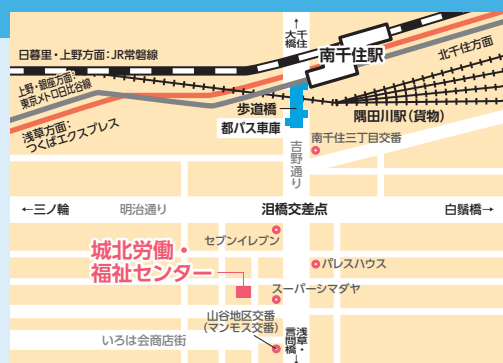 ↑千住
大橋
日暮里・上野方面：JR常磐線
南千住駅
北千住方面
上野・銀座方面：
東京メトロ日比谷線
歩道橋
隅田川駅（貨物）
都バス車庫
浅草方面：
つくばエクスプレス
南千住三丁目交番
吉野通り
←三ノ輪
明治通り
泪橋交差点
白鬚橋→
セブンイレブン
城北労働・
福祉センター
パレスハウス
スーパーシマダヤ
山谷地区交番
（マンモス交番）
いろは会商店街
浅草・
言問橋↓